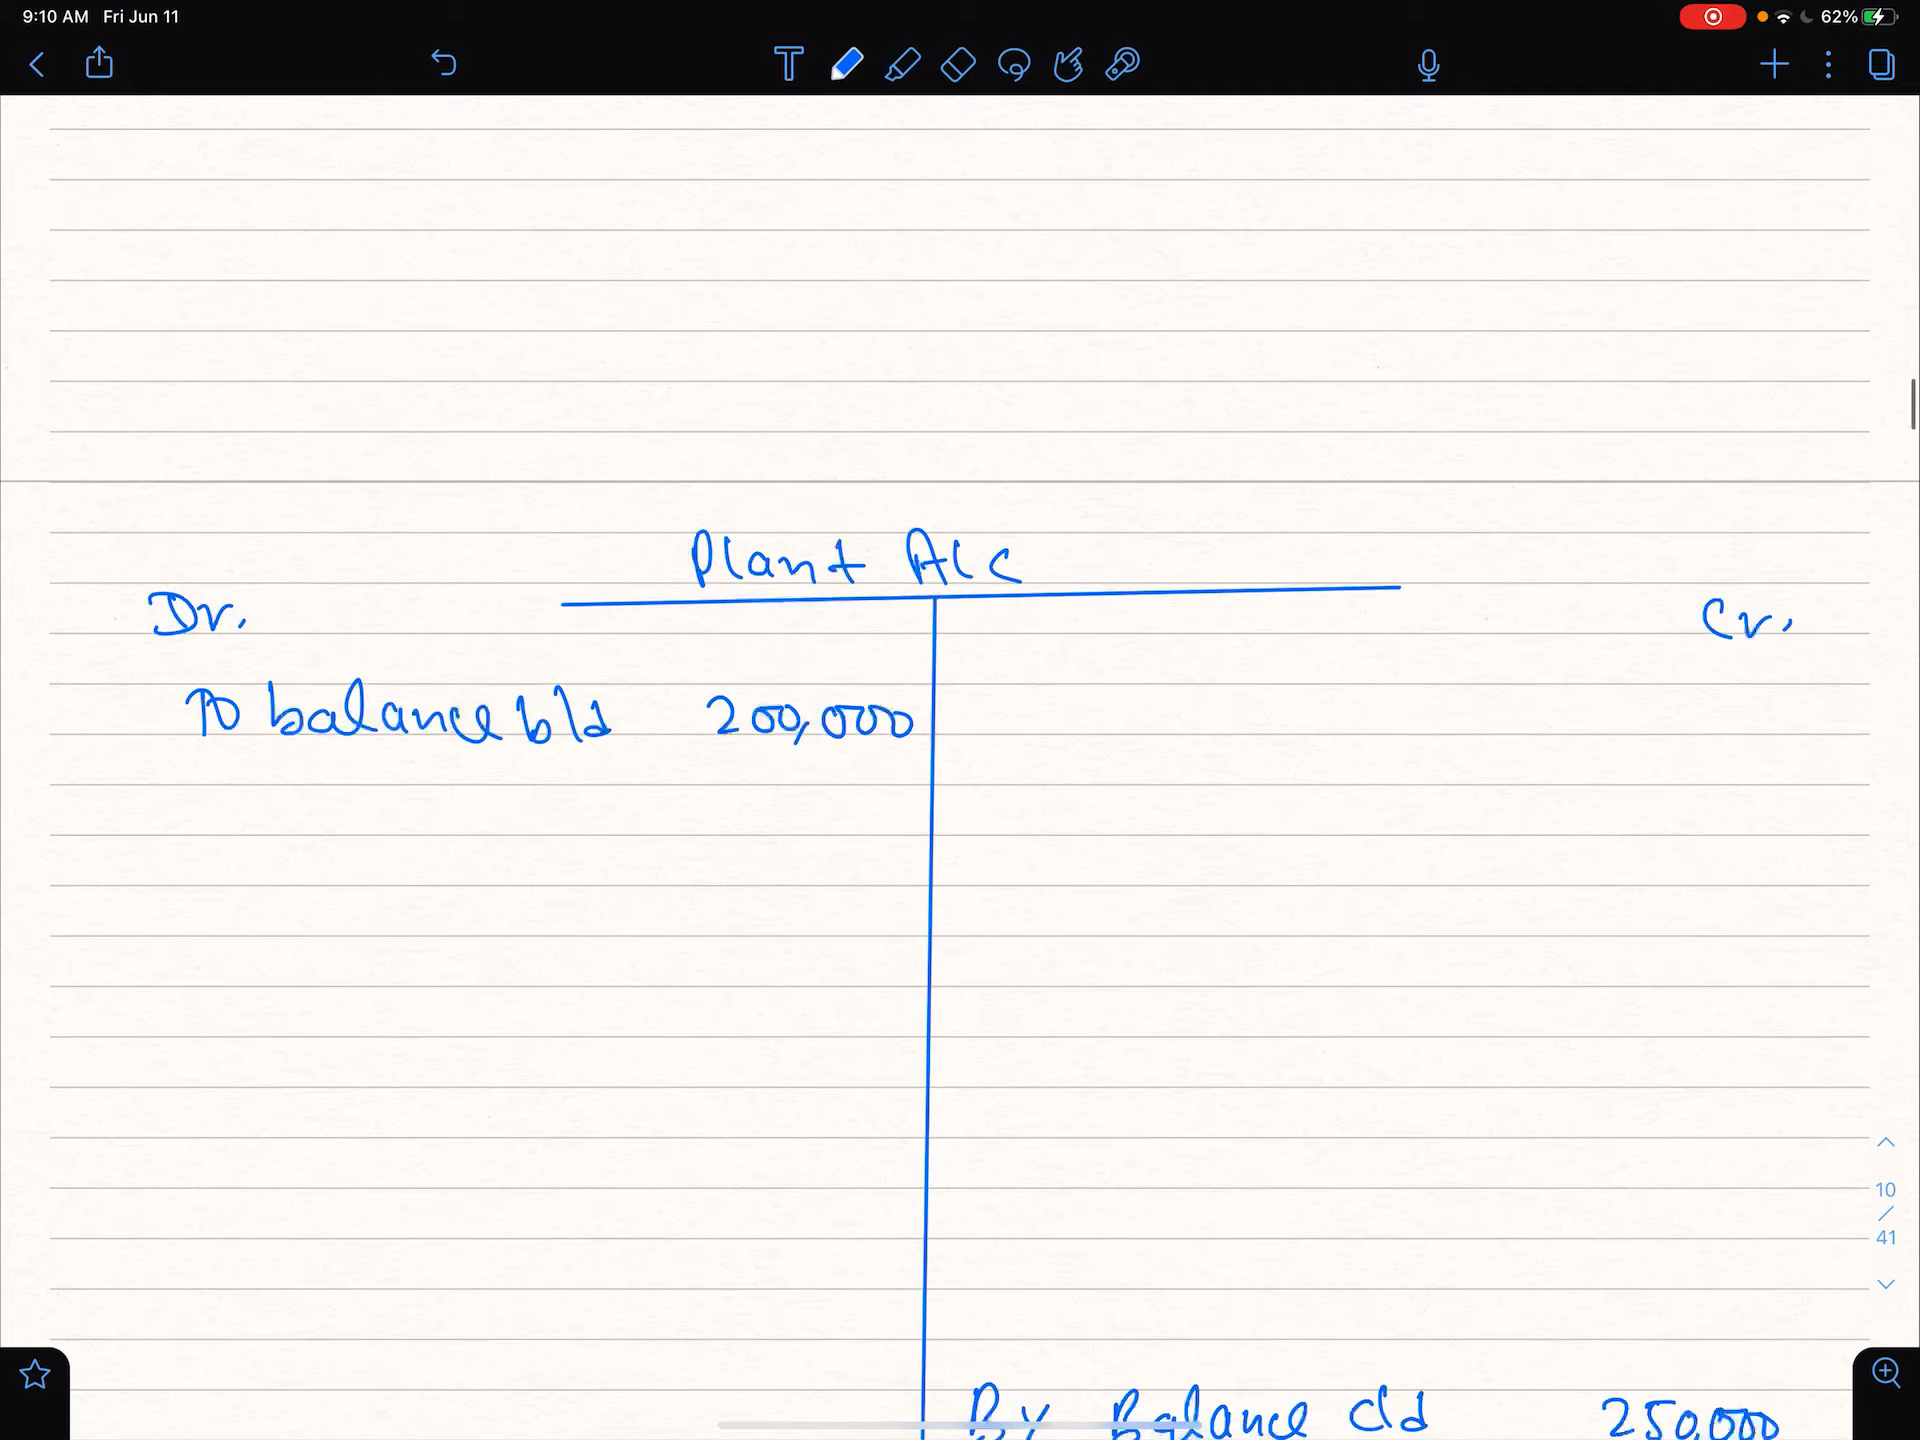 9:10 AM Fri Jun 11
62%
Plant A/c
Dr.
Cr.
To balance b/d 200,000
10
/
41
By Balance c/d 250,000